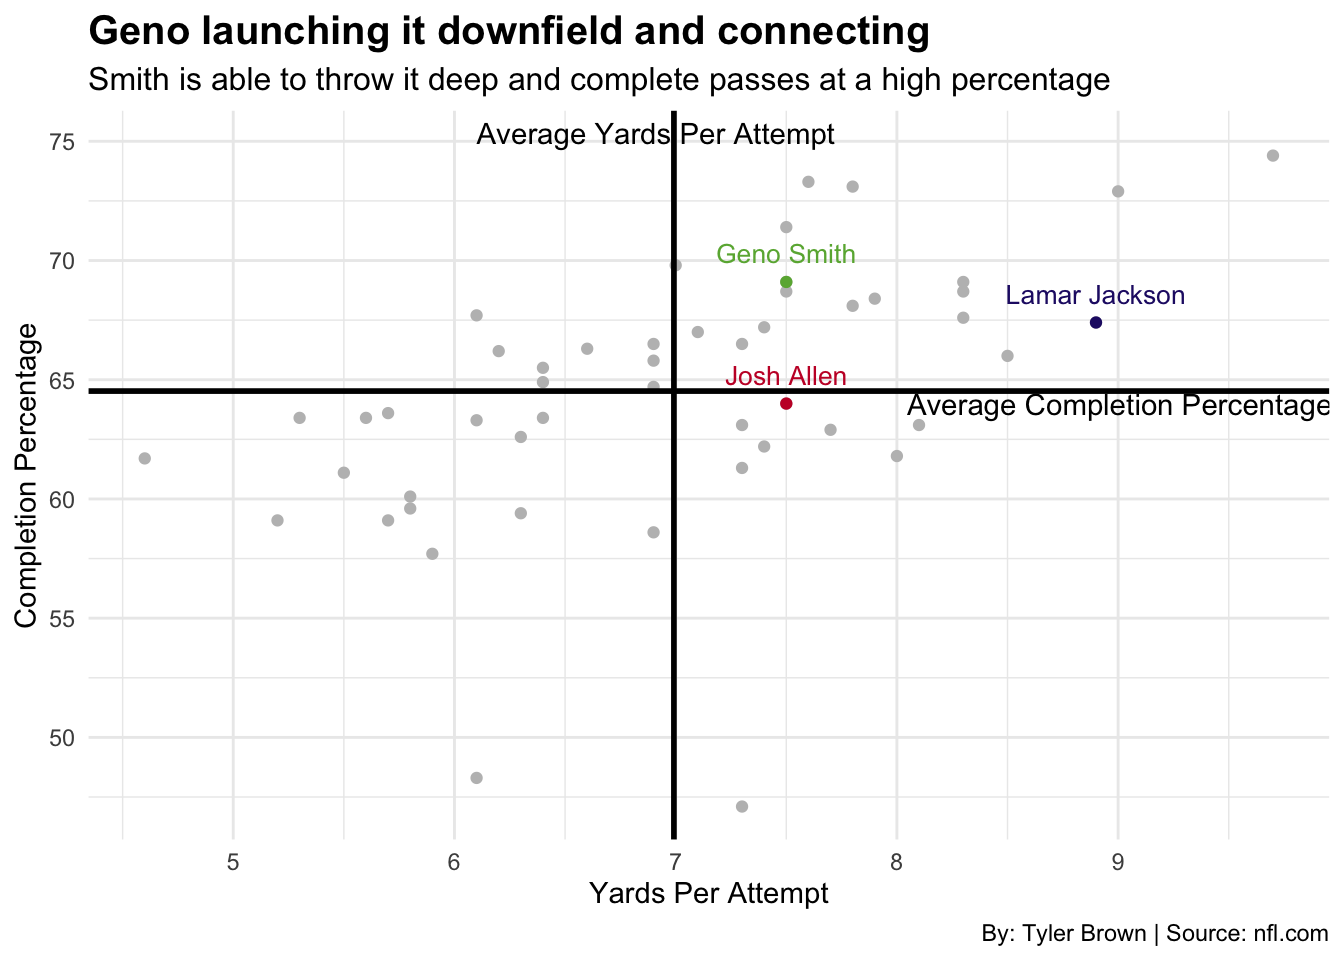 Geno launching it downfield and connecting
Smith is able to throw it deep and complete passes at a high percentage
Average Yards Per Attempt
75
70
65
60
55
50
Completion Percentage
Geno Smith
Lamar Jackson
Josh Allen
Average Completion Percentage
5 6 7 8 9
Yards Per Attempt
By: Tyler Brown | Source: nfl.com